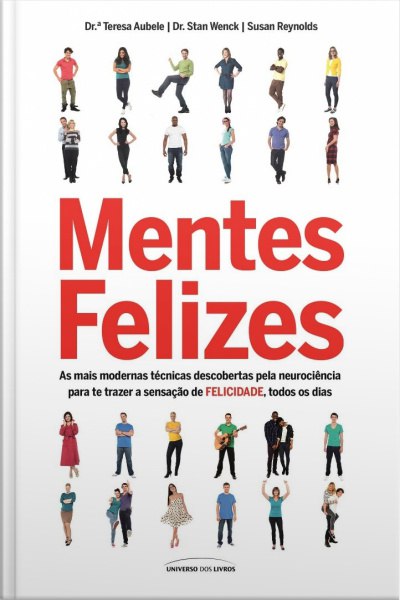 Dr.ª Teresa Aubele | Dr. Stan Wenck | Susan Reynolds
Mentes
Felizes
As mais modernas técnicas descobertas pela neurociência
para te trazer a sensação de FELICIDADE, todos os dias
UNIVERSO DOS LIVROS